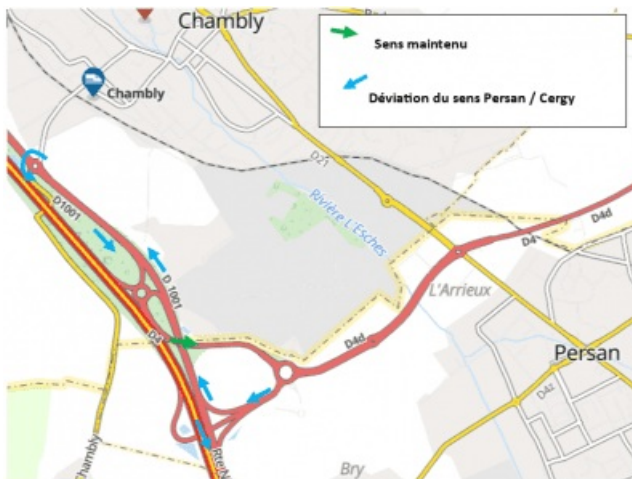 Chambly
Sens maintenu
Déviation du sens Persan / Cergy
Chambly
D21
D1001
Rivière L'Esches
D4d
D4
D 1001
L'Arrieux
D4
D4d
Persan
D4z
Chambly
Rte N
Bry